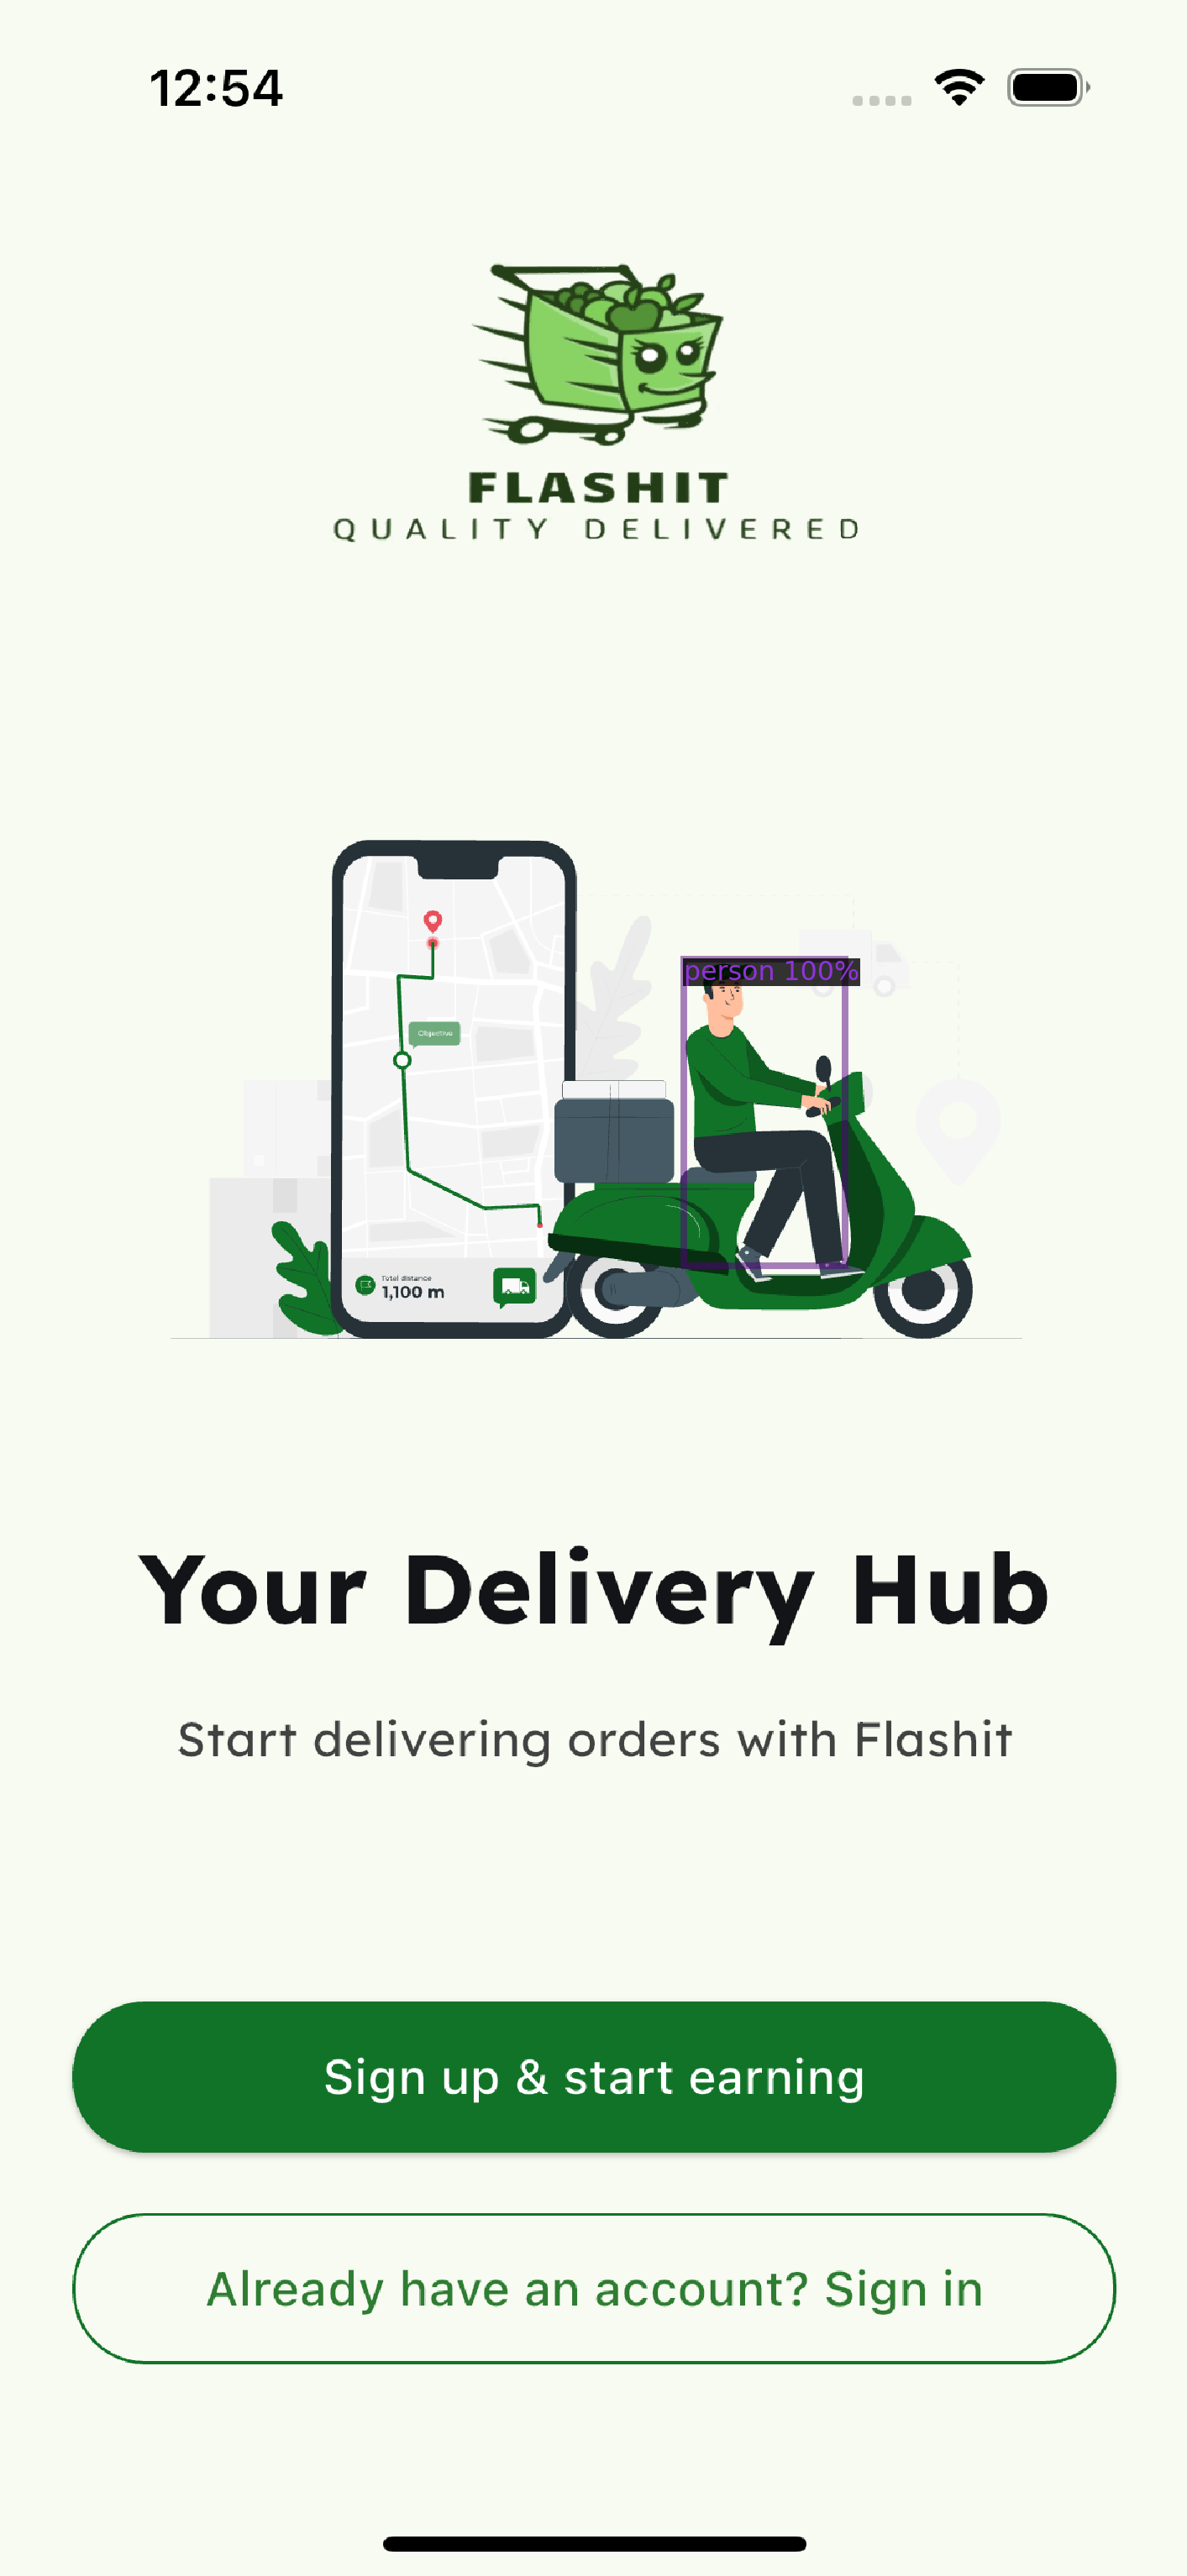 12:54
FLASHIT
QUALITY DELIVERED
person 100%
Objective
Total distance
1,100 m
Your Delivery Hub
Start delivering orders with Flashit
Sign up & start earning
Already have an account? Sign in